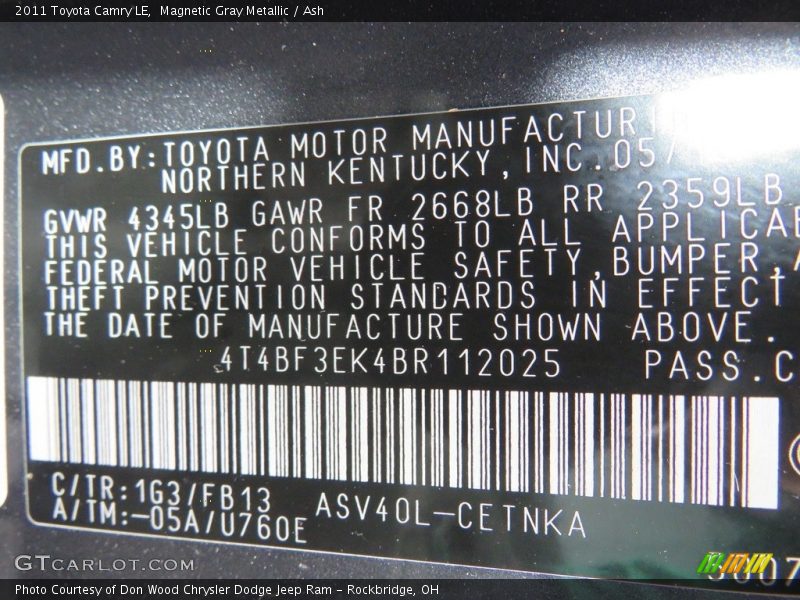 2011 Toyota Camry LE, Magnetic Gray Metallic / Ash
MFD.BY:TOYOTA MOTOR MANUFACTURI
NORTHERN KENTUCKY, INC. 05/
GVWR 4345LB GAWR FR 2668LB RR 2359LB
THIS VEHICLE CONFORMS TO ALL APPLICAB
FEDERAL MOTOR VEHICLE SAFETY, BUMPER, A
THEFT PREVENTION STANDARDS IN EFFECT
THE DATE OF MANUFACTURE SHOWN ABOVE.
4T4BF3EK4BR112025 PASS.C
C/TR:1G3/FB13 ASV40L-CETNKA
A/TM:-05A/U760E
GTCARLOT.COM
Photo Courtesy of Don Wood Chrysler Dodge Jeep Ram - Rockbridge, OH